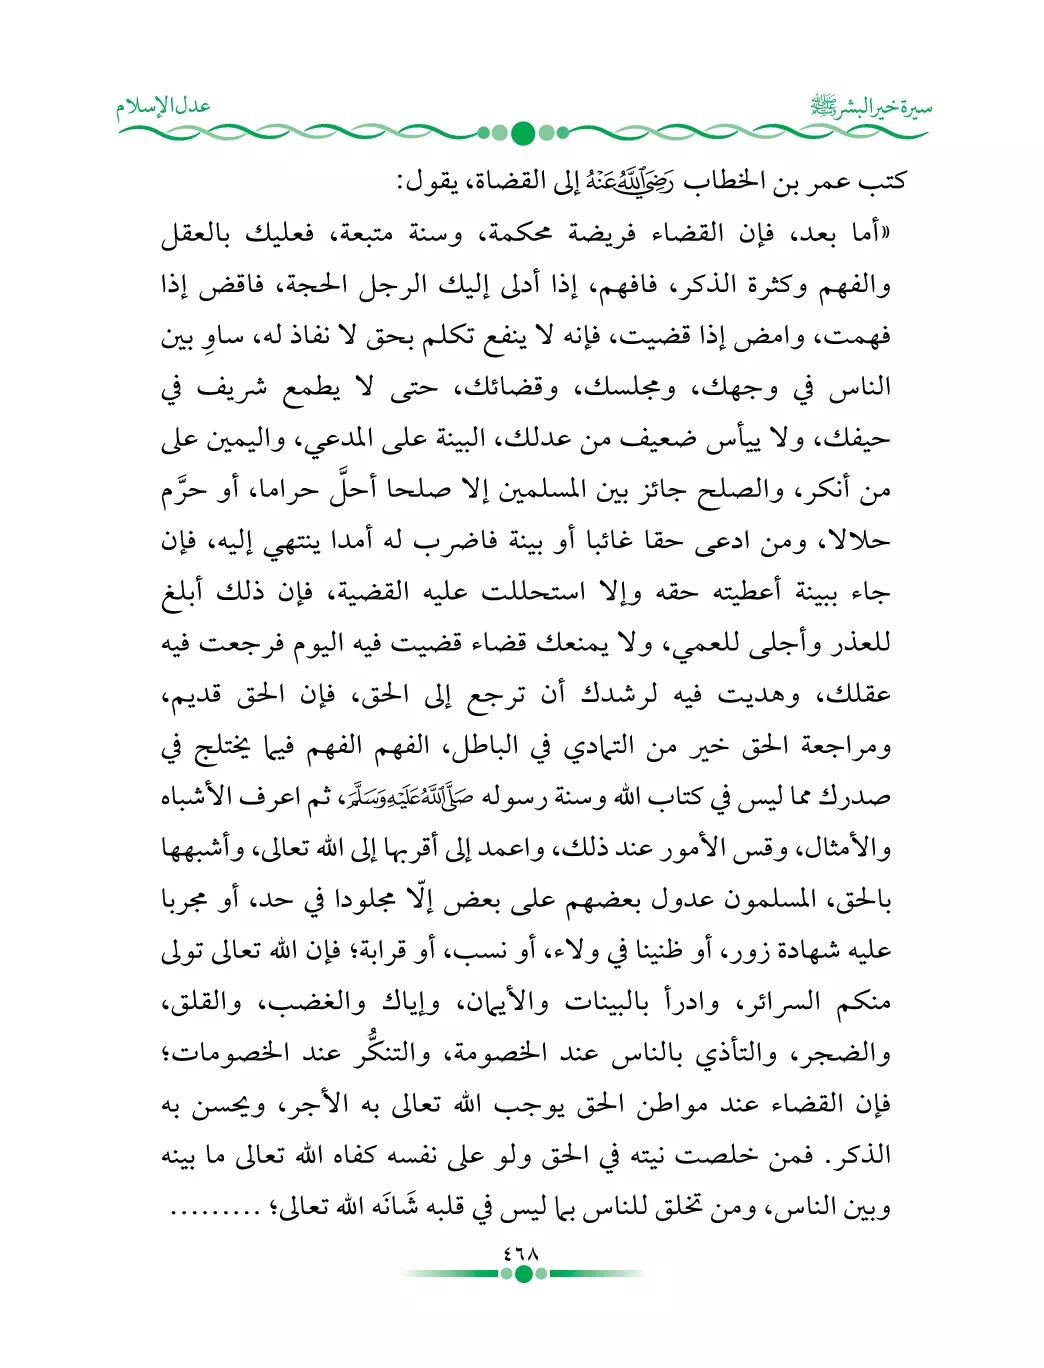 سيرة خير البشر ﷺ
عدل الإسلام
كتب عمر بن الخطاب رَضِيَاللَّهُعَنْهُ إلى القضاة، يقول:
«أما بعد، فإن القضاء فريضة محكمة، وسنة متبعة، فعليك بالعقل
والفهم وكثرة الذكر، فافهم، إذا أدلى إليك الرجل الحجة، فاقض إذا
فهمت، وامض إذا قضيت، فإنه لا ينفع تكلم بحق لا نفاذ له، ساوِ بين
الناس في وجهك، ومجلسك، وقضائك، حتى لا يطمع شريف في
حيفك، ولا ييأس ضعيف من عدلك، البينة على المدعي، واليمين على
من أنكر، والصلح جائز بين المسلمين إلا صلحا أحلَّ حراما، أو حرَّم
حلالا، ومن ادعى حقا غائبا أو بينة فاضرب له أمدا ينتهي إليه، فإن
جاء ببينة أعطيته حقه وإلا استحللت عليه القضية، فإن ذلك أبلغ
للعذر وأجلى للعمي، ولا يمنعك قضاء قضيت فيه اليوم فرجعت فيه
عقلك، وهديت فيه لرشدك أن ترجع إلى الحق، فإن الحق قديم،
ومراجعة الحق خير من التمادي في الباطل، الفهم الفهم فيما يختلج في
صدرك مما ليس في كتاب الله وسنة رسوله صَلَّىاللَّهُعَلَيْهِوَسَلَّمَ، ثم اعرف الأشباه
والأمثال، وقس الأمور عند ذلك، واعمد إلى أقربها إلى الله تعالى، وأشبهها
بالحق، المسلمون عدول بعضهم على بعض إلّا مجلودا في حد، أو مجربا
عليه شهادة زور، أو ظنينا في ولاء، أو نسب، أو قرابة؛ فإن الله تعالى تولى
منكم السرائر، وادرأ بالبينات والأيمان، وإياك والغضب، والقلق،
والضجر، والتأذي بالناس عند الخصومة، والتنكُّر عند الخصومات؛
فإن القضاء عند مواطن الحق يوجب الله تعالى به الأجر، ويحسن به
الذكر. فمن خلصت نيته في الحق ولو على نفسه كفاه الله تعالى ما بينه
وبين الناس، ومن تخلق للناس بما ليس في قلبه شَانَه الله تعالى؛ .........
٤٦٨